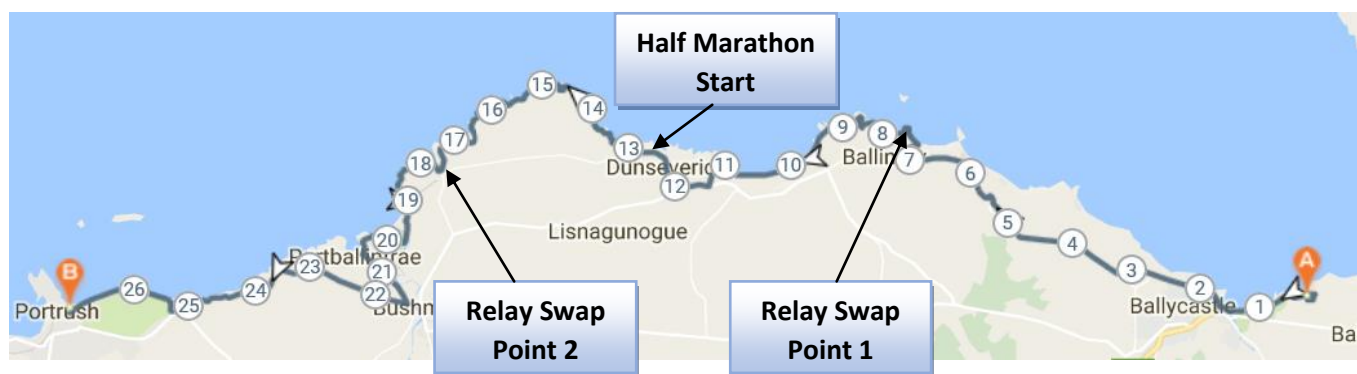 Half Marathon
Start
15
16
14
9
8
17
13
Dunseveric
11
10
Ballin
7
18
12
6
19
5
Lisnagunogue
20
4
Portballintrae
A
B
23
21
3
26
24
22
2
Portrush
25
Bushm
Relay Swap
Point 2
Relay Swap
Point 1
Ballycastle
1
Ba